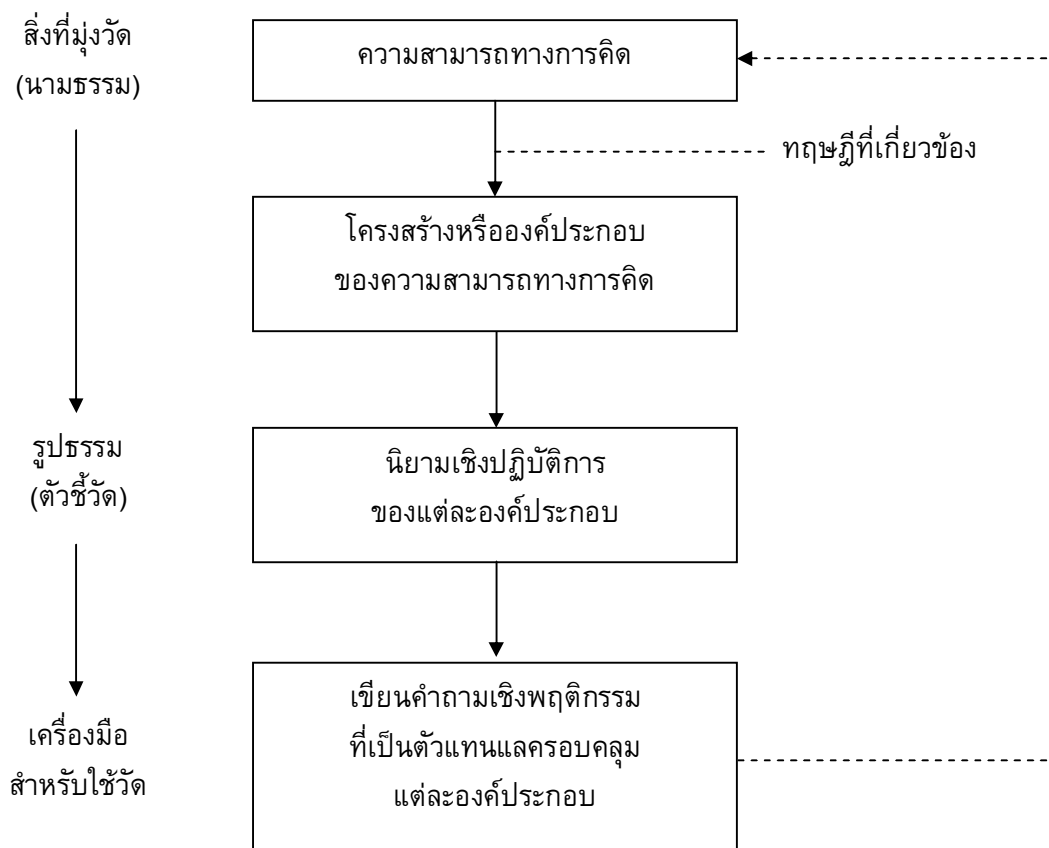 สิ่งที่มุ่งวัด
(นามธรรม)
ความสามารถทางการคิด
ทฤษฎีที่เกี่ยวข้อง
โครงสร้างหรือองค์ประกอบ
ของความสามารถทางการคิด
รูปธรรม
(ตัวชี้วัด)
นิยามเชิงปฏิบัติการ
ของแต่ละองค์ประกอบ
เครื่องมือ
สำหรับใช้วัด
เขียนคำถามเชิงพฤติกรรม
ที่เป็นตัวแทนแลครอบคลุม
แต่ละองค์ประกอบ